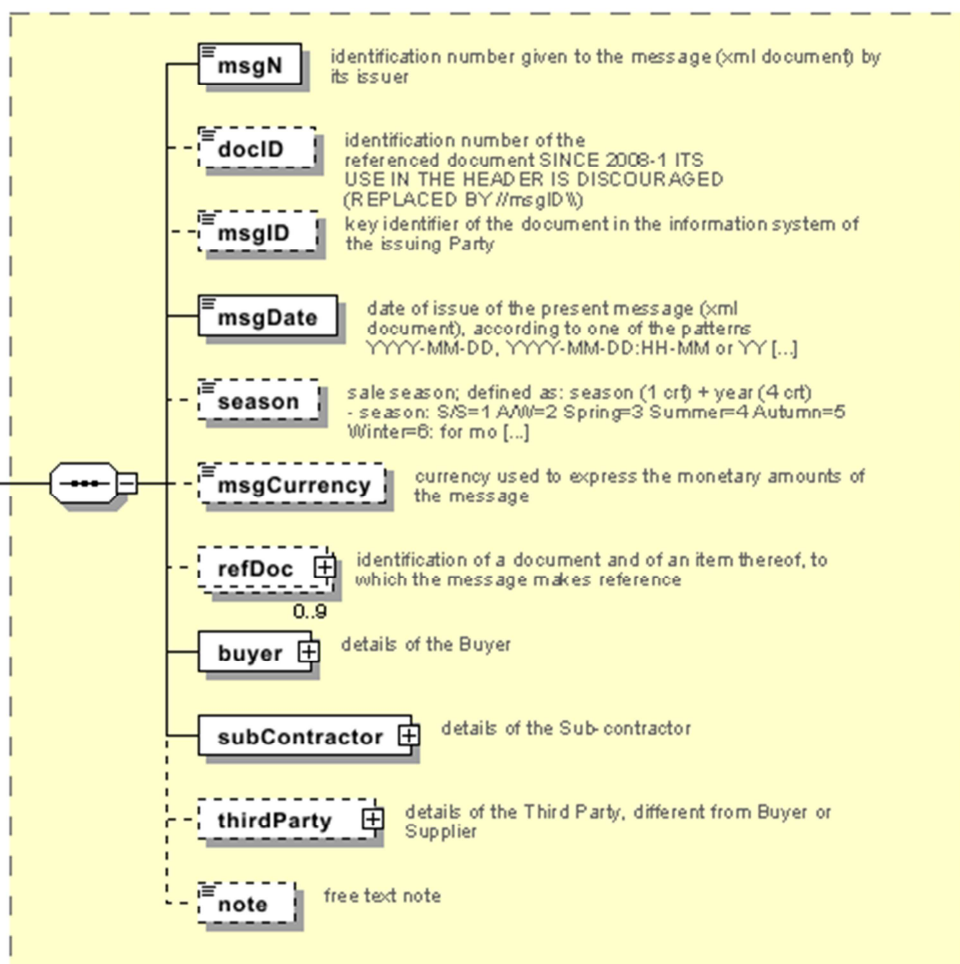 msgN
identification number given to the message (xml document) by
its issuer
docID
identification number of the
referenced document SINCE 2008-1 ITS
USE IN THE HEADER IS DISCOURAGED
(REPLACED BY //msgID\\)
msgID
key identifier of the document in the information system of
the issuing Party
msgDate
date of issue of the present message (xml
document), according to one of the patterns
YYYY-MM-DD, YYYY-MM-DD:HH-MM or YY [...]
season
sale season; defined as: season (1 crt) + year (4 crt)
- season: S/S=1 A/W=2 Spring=3 Summer=4 Autumn=5
Winter=6: for mo [...]
msgCurrency
currency used to express the monetary amounts of
the message
refDoc
identification of a document and of an item thereof, to
which the message makes reference
0..9
buyer
details of the Buyer
subContractor
details of the Sub-contractor
thirdParty
details of the Third Party, different from Buyer or
Supplier
note
free text note